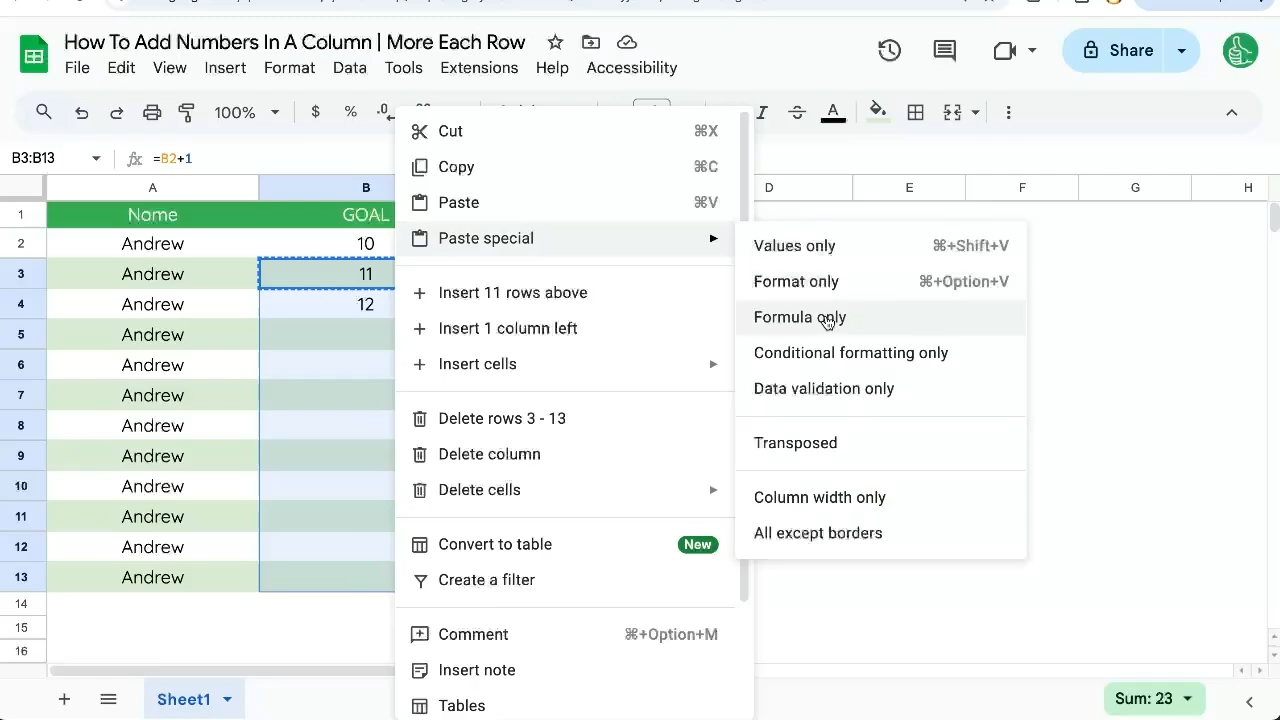 How To Add Numbers In A Column | More Each Row
Share
File Edit View Insert Format Data Tools Extensions Help Accessibility
100% $ % .0
B3:B13 fx =B2+1
A B D E F G H
1 Name GOAL
2 Andrew 10
3 Andrew 11
4 Andrew 12
5 Andrew
6 Andrew
7 Andrew
8 Andrew
9 Andrew
10 Andrew
11 Andrew
12 Andrew
13 Andrew
14
15
16
Cut ⌘X
Copy ⌘C
Paste ⌘V
Paste special
Insert 11 rows above
Insert 1 column left
Insert cells
Delete rows 3 - 13
Delete column
Delete cells
Convert to table New
Create a filter
Comment ⌘+Option+M
Insert note
Tables
Values only ⌘+Shift+V
Format only ⌘+Option+V
Formula only
Conditional formatting only
Data validation only
Transposed
Column width only
All except borders
Sheet1
Sum: 23